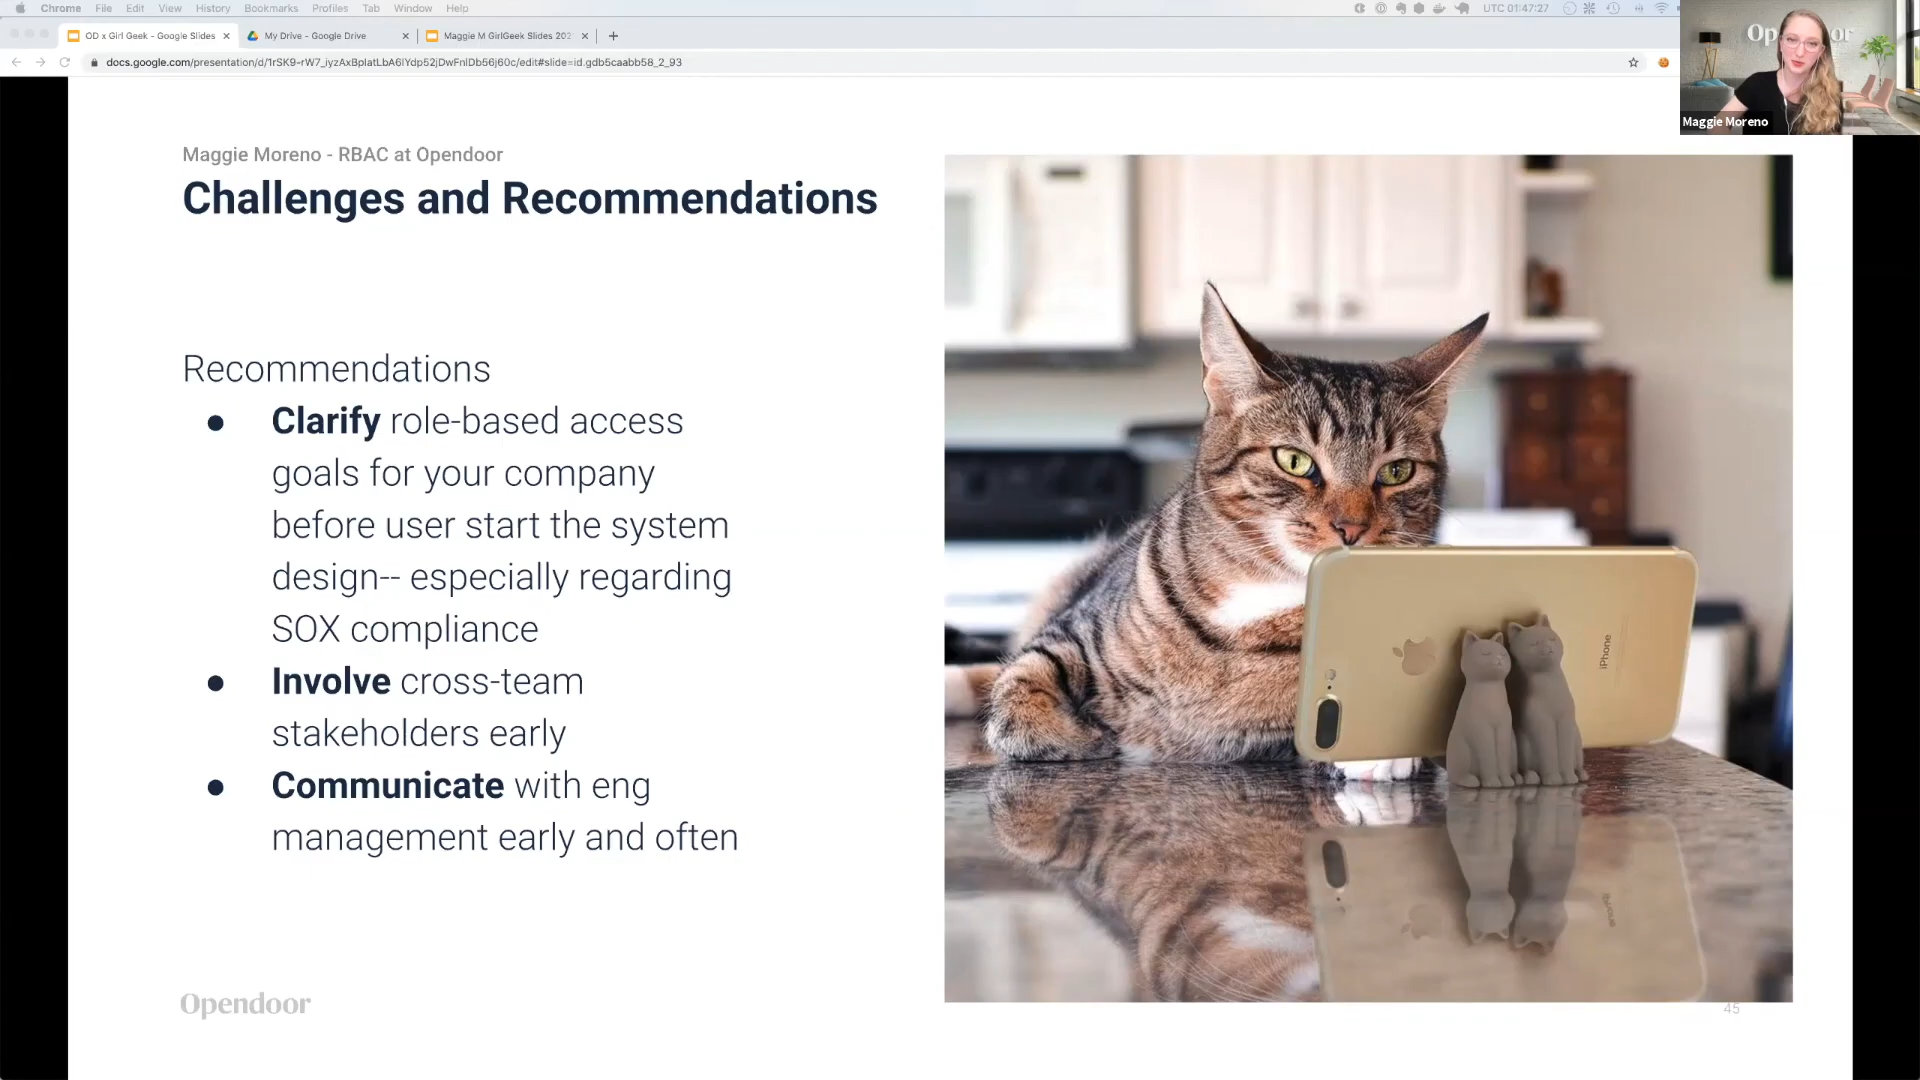 Chrome File Edit View History Bookmarks Profiles Tab Window Help UTC 01:47:27
OD x Girl Geek - Google Slides My Drive - Google Drive Maggie M GirlGeek Slides 202
docs.google.com/presentation/d/1rSK9-rW7_iyzAxBplatLbA6lYdp52jDwFnlDb56j60c/edit#slide=id.gdb5caabb58_2_93
Maggie Moreno
Maggie Moreno - RBAC at Opendoor
Challenges and Recommendations
Recommendations
● Clarify role-based access
goals for your company
before user start the system
design-- especially regarding
SOX compliance
● Involve cross-team
stakeholders early
● Communicate with eng
management early and often
iPhone
Opendoor
45